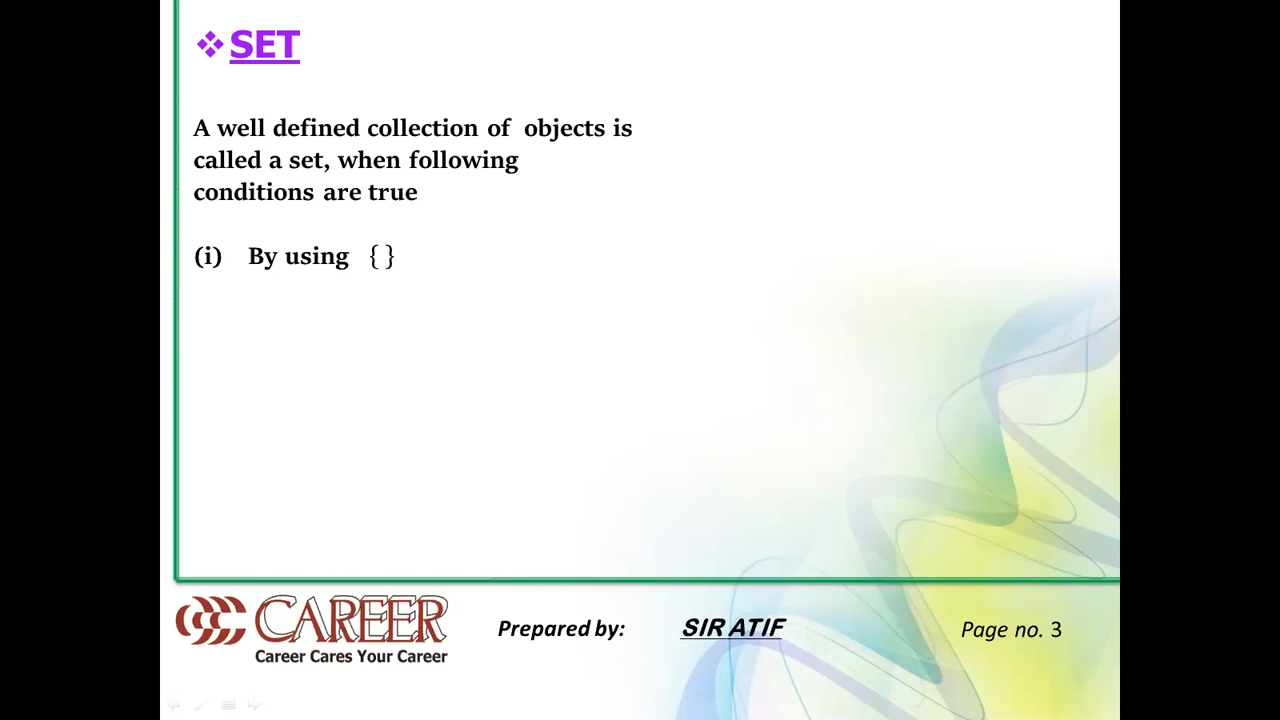 ❖ SET
A well defined collection of objects is
called a set, when following
conditions are true
(i) By using { }
CAREER
Career Cares Your Career
Prepared by: SIR ATIF
Page no. 3